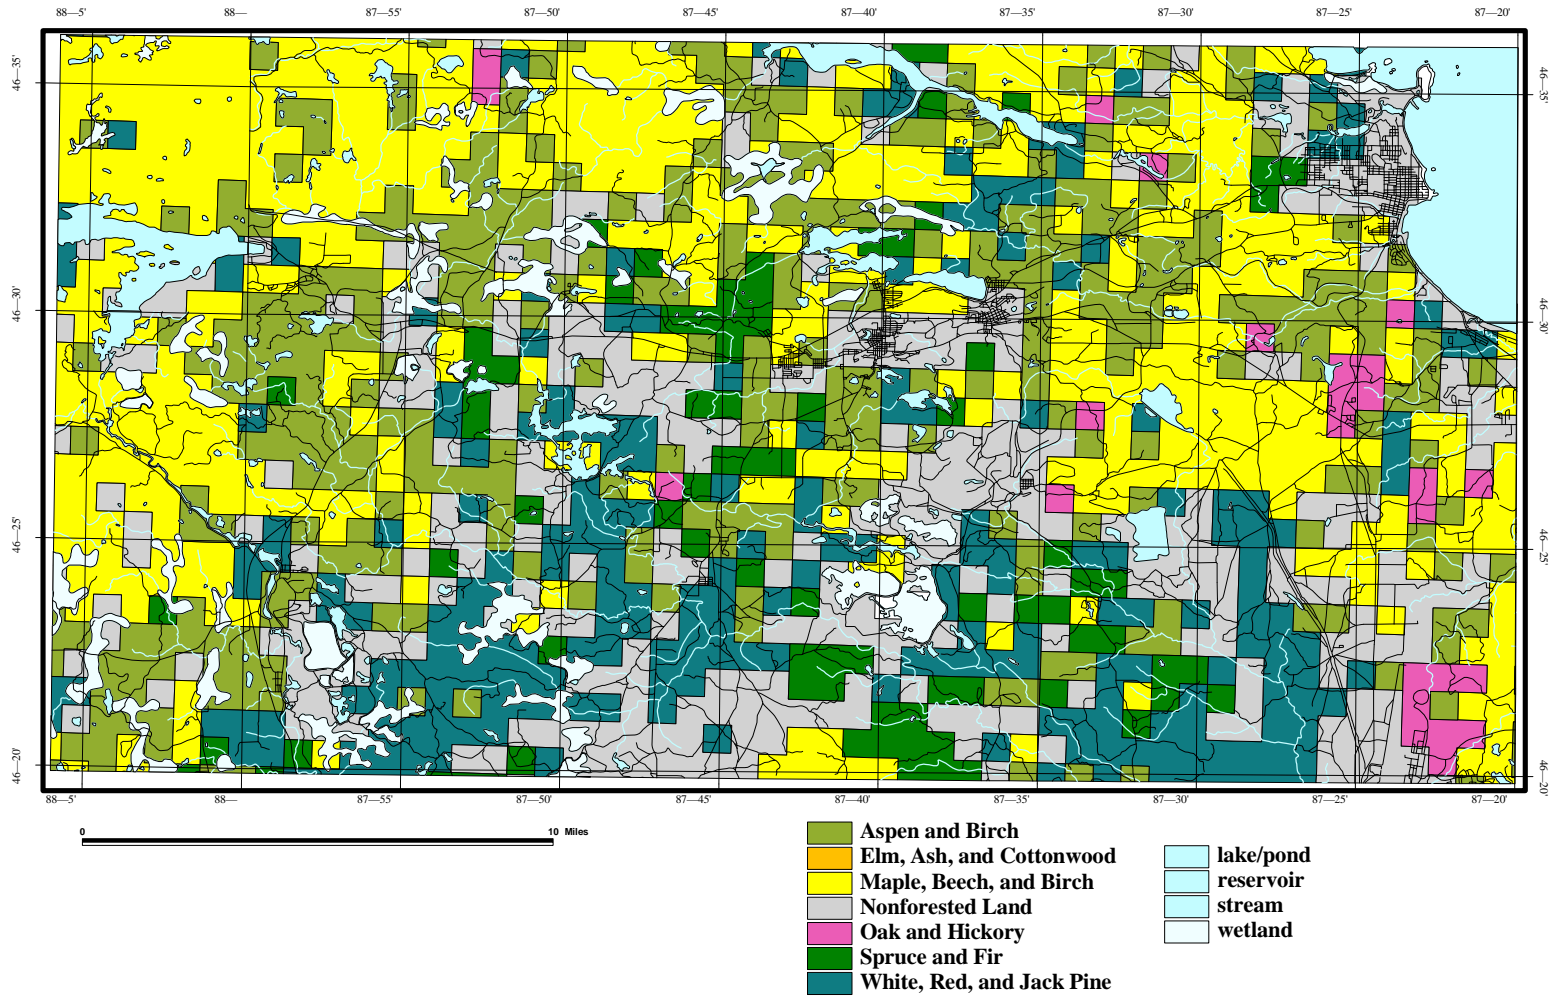 88—5' 88— 87—55' 87—50' 87—45' 87—40' 87—35' 87—30' 87—25' 87—20'
46—35' 46—35'
46—30' 46—30'
46—25' 46—25'
46—20' 46—20'
88—5' 88— 87—55' 87—50' 87—45' 87—40' 87—35' 87—30' 87—25' 87—20'
0 10 Miles
Aspen and Birch
Elm, Ash, and Cottonwood
Maple, Beech, and Birch
Nonforested Land
Oak and Hickory
Spruce and Fir
White, Red, and Jack Pine
lake/pond
reservoir
stream
wetland